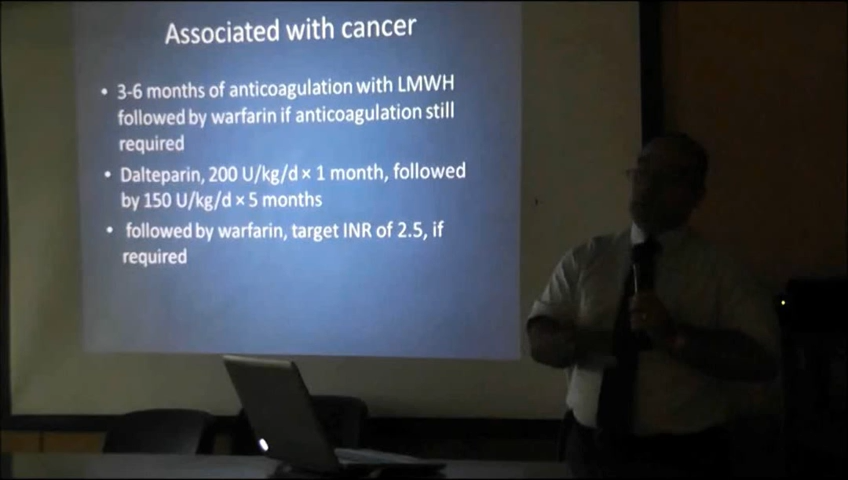 Associated with cancer
• 3-6 months of anticoagulation with LMWH
followed by warfarin if anticoagulation still
required
• Dalteparin, 200 U/kg/d × 1 month, followed
by 150 U/kg/d × 5 months
• followed by warfarin, target INR of 2.5, if
required